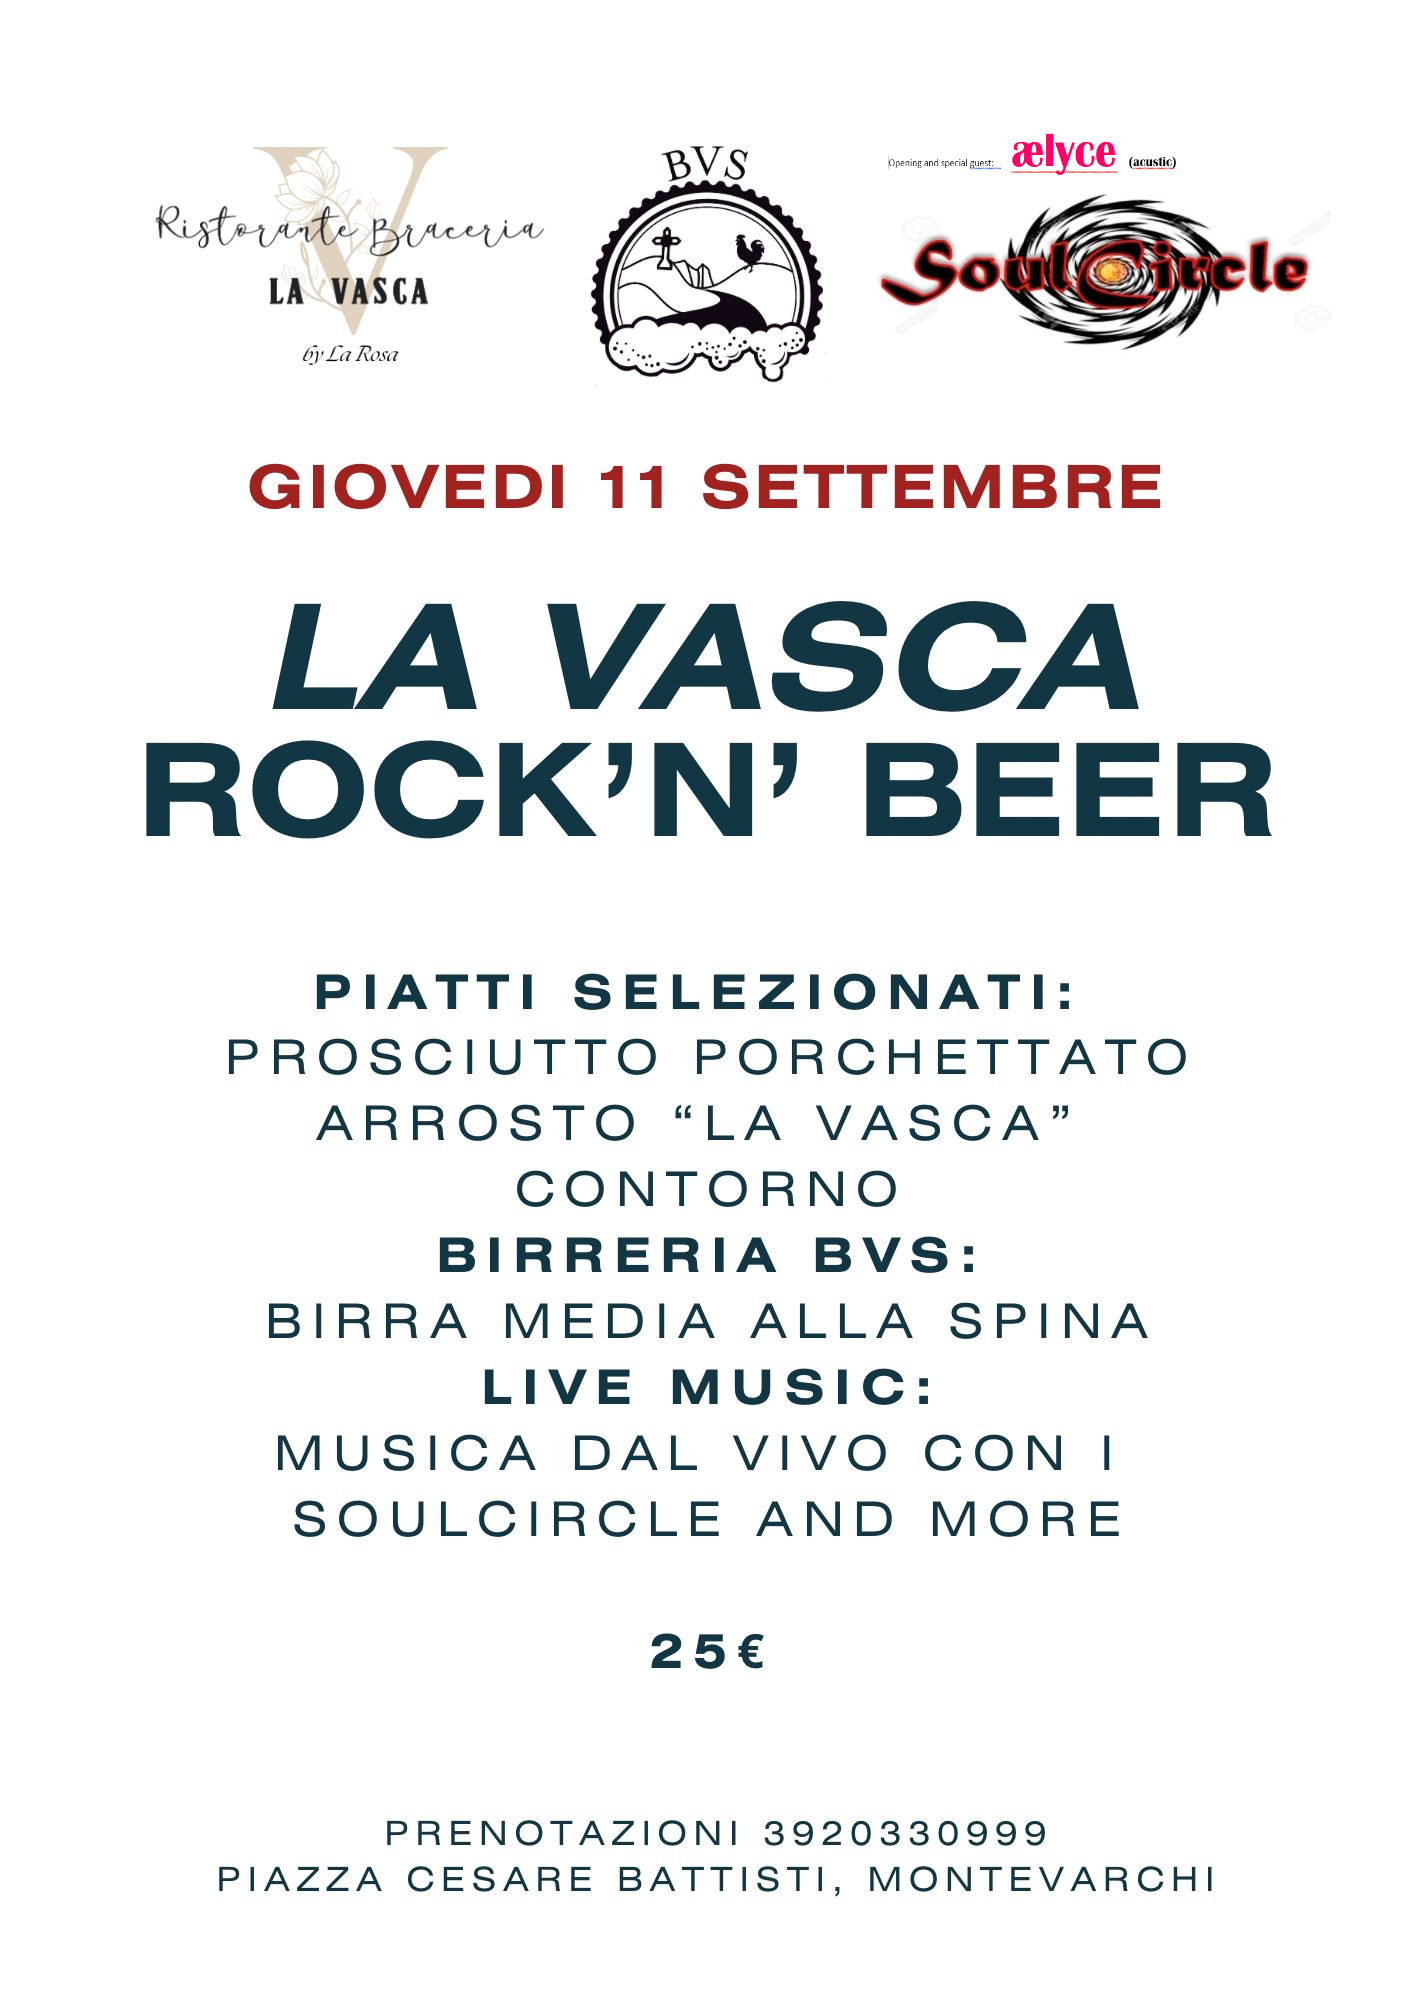 Ristorante Braceria
LA VASCA
by La Rosa
BVS
Opening and special guest: ælyce (acustic)
SoulCircle
GIOVEDI 11 SETTEMBRE
LA VASCA
ROCK'N' BEER
PIATTI SELEZIONATI:
PROSCIUTTO PORCHETTATO
ARROSTO “LA VASCA”
CONTORNO
BIRRERIA BVS:
BIRRA MEDIA ALLA SPINA
LIVE MUSIC:
MUSICA DAL VIVO CON I
SOULCIRCLE AND MORE
25€
PRENOTAZIONI 3920330999
PIAZZA CESARE BATTISTI, MONTEVARCHI